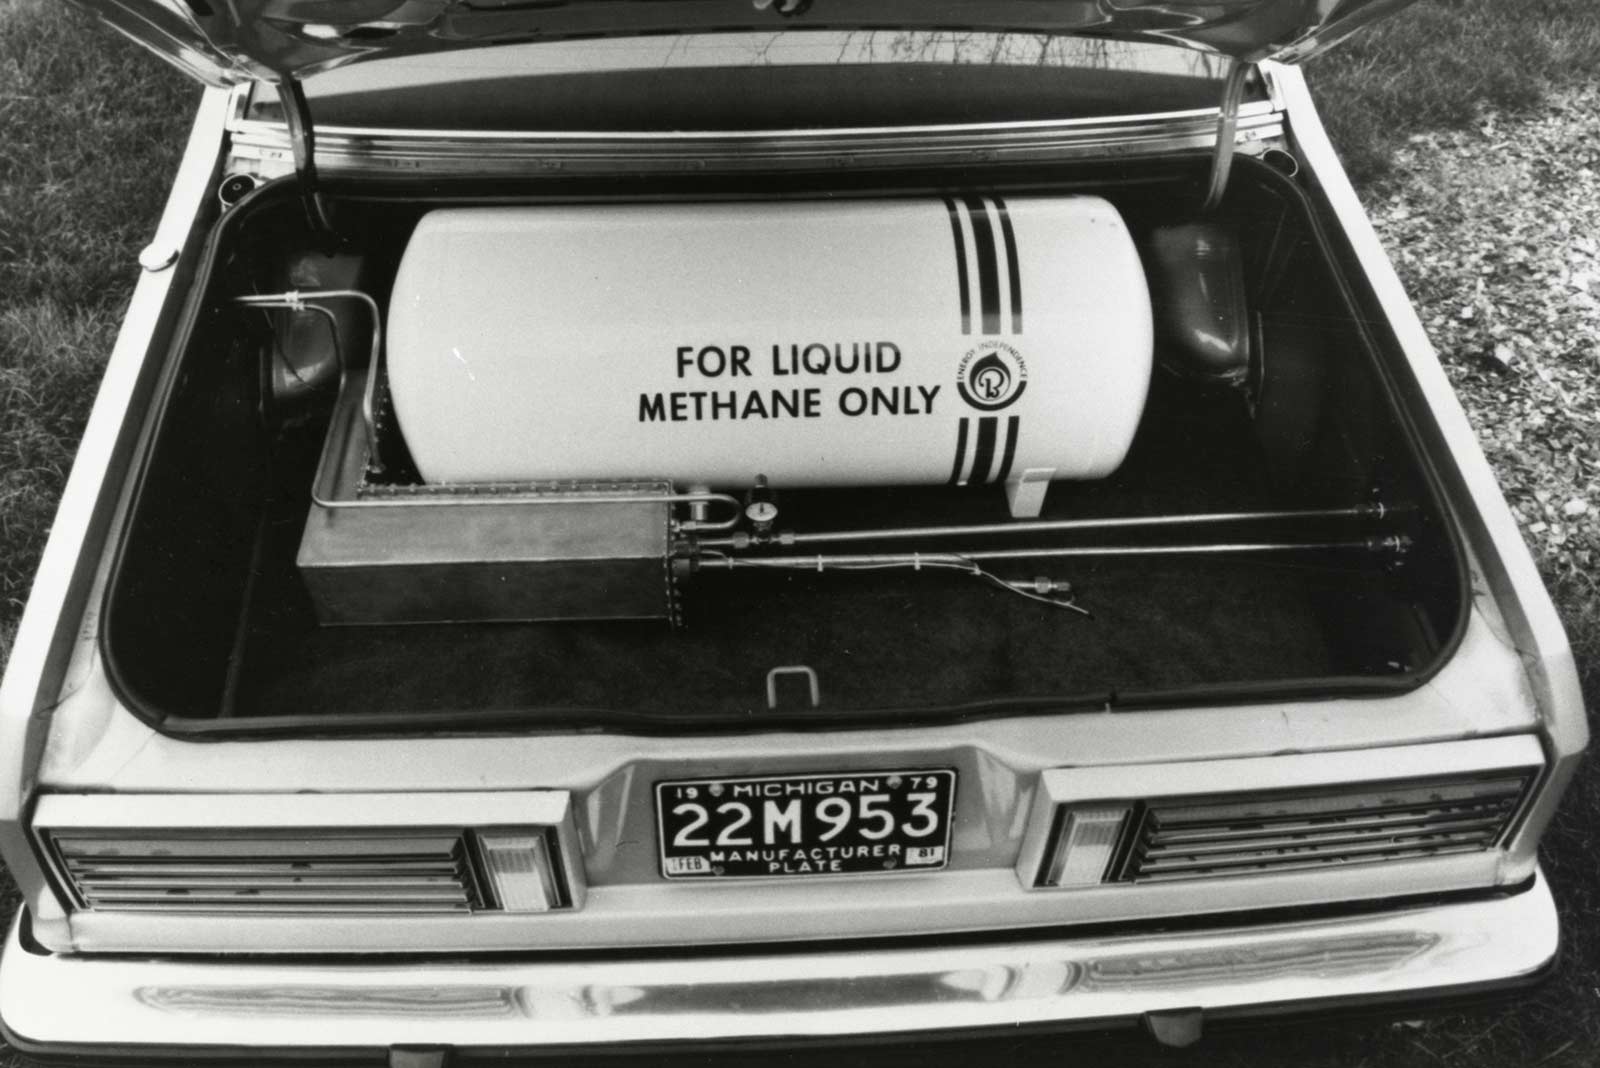 FOR LIQUID
METHANE ONLY
ENERGY INDEPENDENCE
B
19 MICHIGAN 79
22M953
FEB MANUFACTURER 81
PLATE